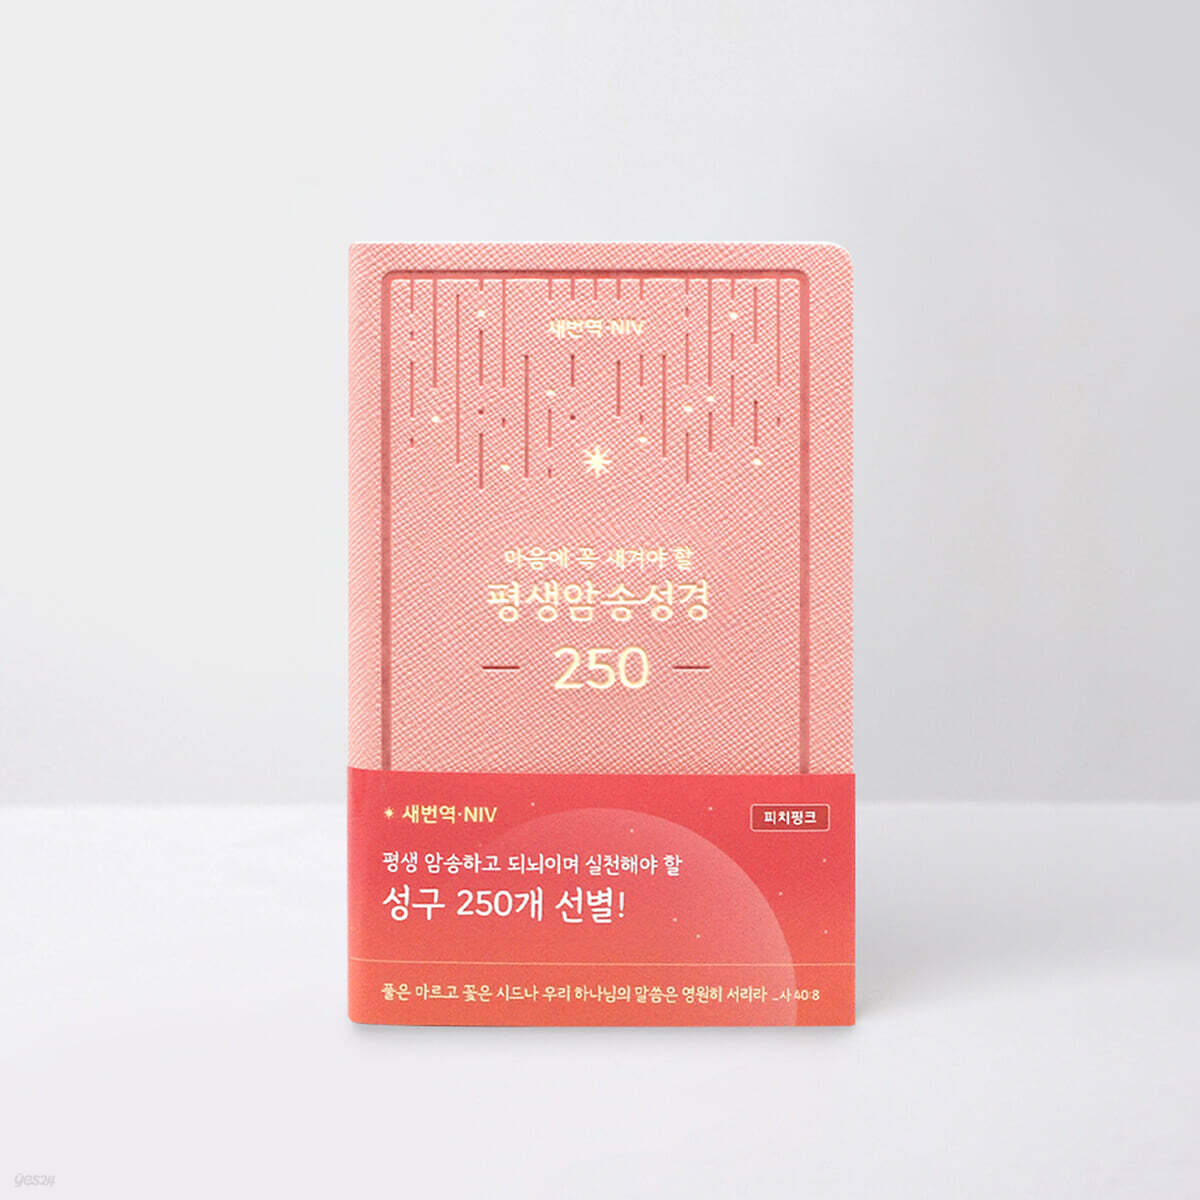 새번역·NIV
마음에 꼭 새겨야 할
평생암송성경
250
새번역·NIV
피치핑크
평생 암송하고 되뇌이며 실천해야 할
성구 250개 선별!
풀은 마르고 꽃은 시드나 우리 하나님의 말씀은 영원히 서리라 _사 40:8
yes24